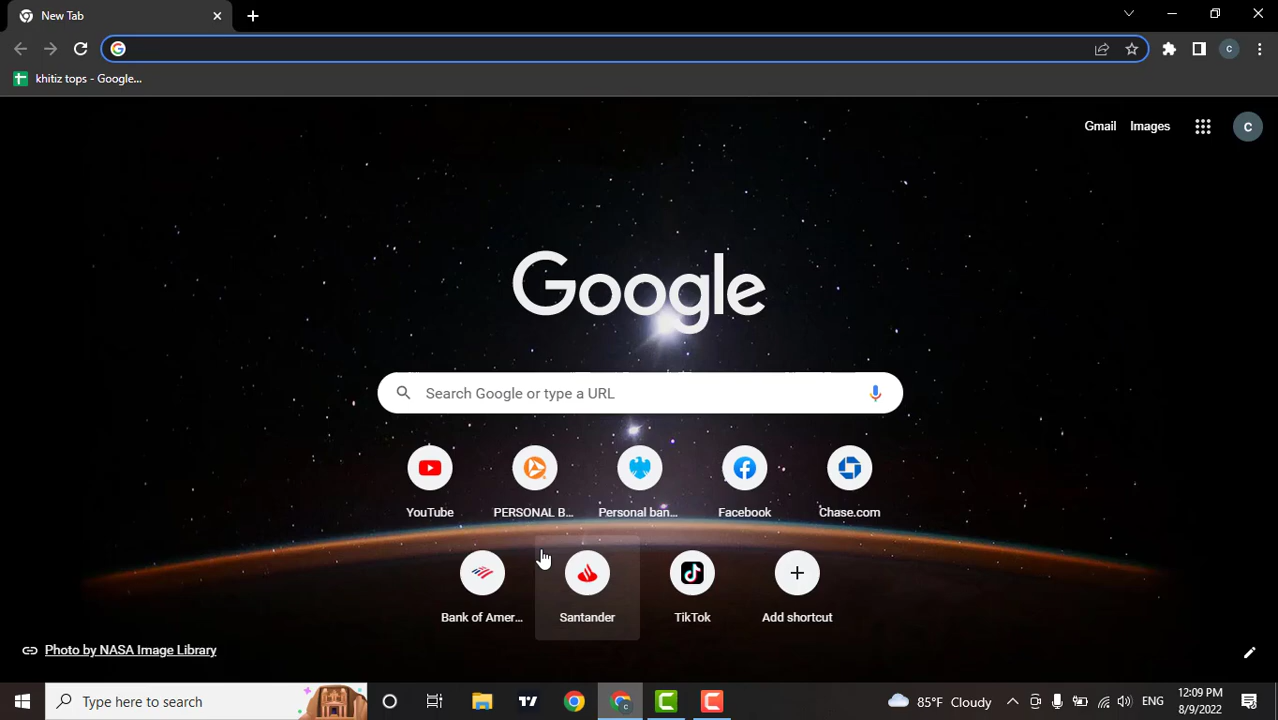 New Tab
khitiz tops - Google...
C
Gmail Images
C
Google
Search Google or type a URL
YouTube
PERSONAL B...
Personal ban...
Facebook
Chase.com
Bank of Amer...
Santander
TikTok
Add shortcut
Photo by NASA Image Library
Type here to search
85°F Cloudy
ENG
12:09 PM
8/9/2022